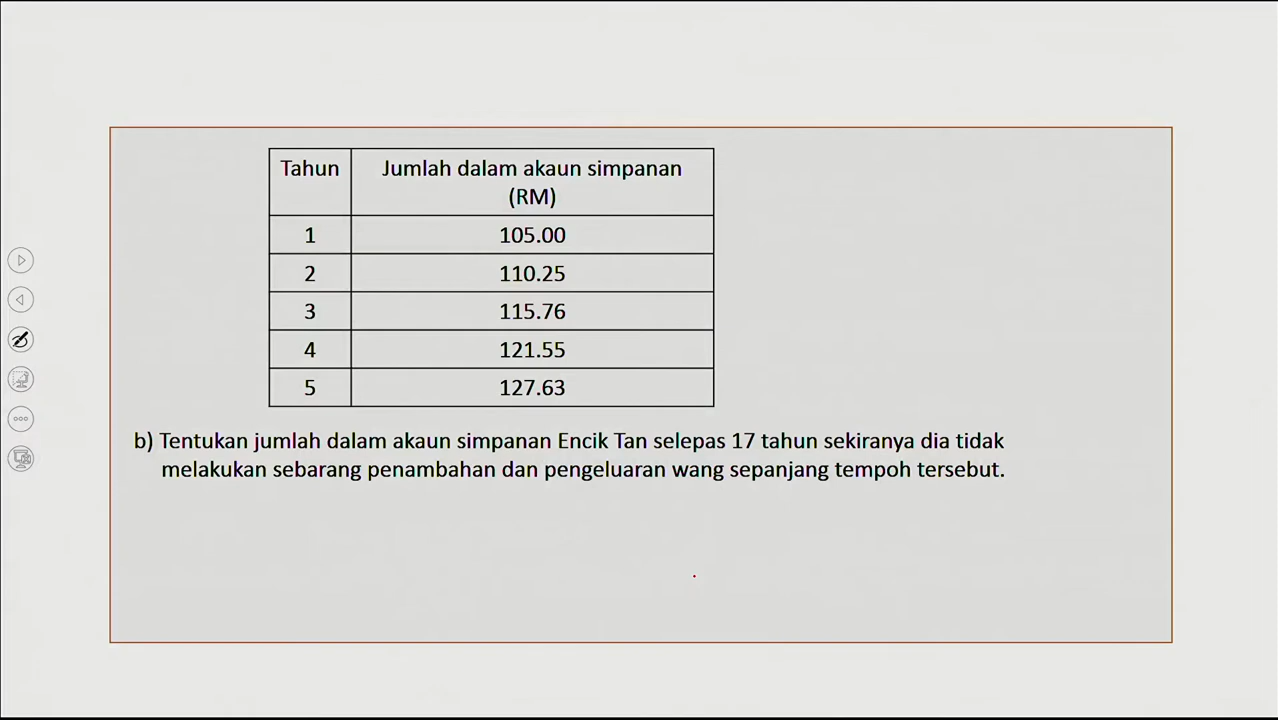 Tahun Jumlah dalam akaun simpanan
(RM)
1 105.00
2 110.25
3 115.76
4 121.55
5 127.63
b) Tentukan jumlah dalam akaun simpanan Encik Tan selepas 17 tahun sekiranya dia tidak
melakukan sebarang penambahan dan pengeluaran wang sepanjang tempoh tersebut.